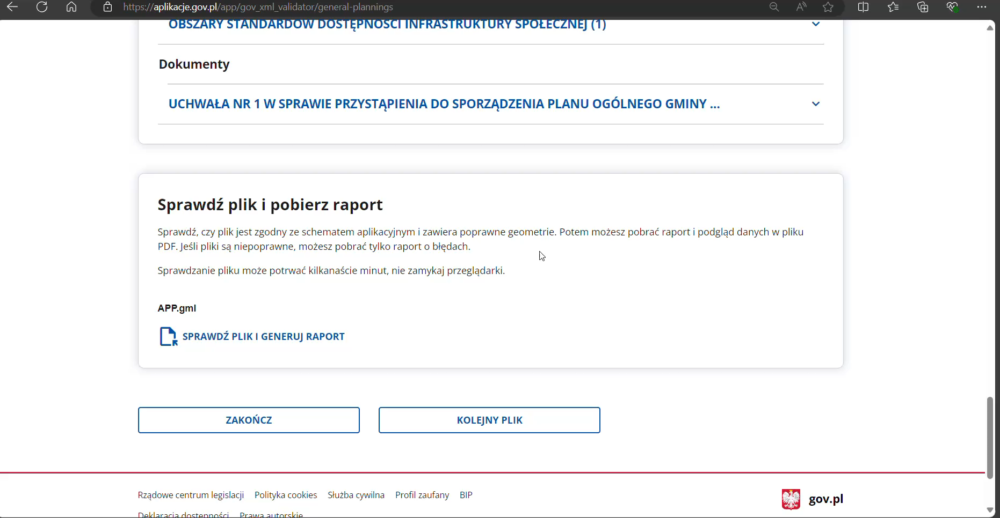 https://aplikacje.gov.pl/app/gov_xml_validator/general-plannings
OBSZARY STANDARDÓW DOSTĘPNOŚCI INFRASTRUKTURY SPOŁECZNEJ (1)
Dokumenty
UCHWAŁA NR 1 W SPRAWIE PRZYSTĄPIENIA DO SPORZĄDZENIA PLANU OGÓLNEGO GMINY ...
Sprawdź plik i pobierz raport
Sprawdź, czy plik jest zgodny ze schematem aplikacyjnym i zawiera poprawne geometrie. Potem możesz pobrać raport i podgląd danych w pliku
PDF. Jeśli pliki są niepoprawne, możesz pobrać tylko raport o błędach.
Sprawdzanie pliku może potrwać kilkanaście minut, nie zamykaj przeglądarki.
APP.gml
SPRAWDŹ PLIK I GENERUJ RAPORT
ZAKOŃCZ KOLEJNY PLIK
Rządowe centrum legislacji Polityka cookies Służba cywilna Profil zaufany BIP
gov.pl
Deklaracja dostępności Prawa autorskie